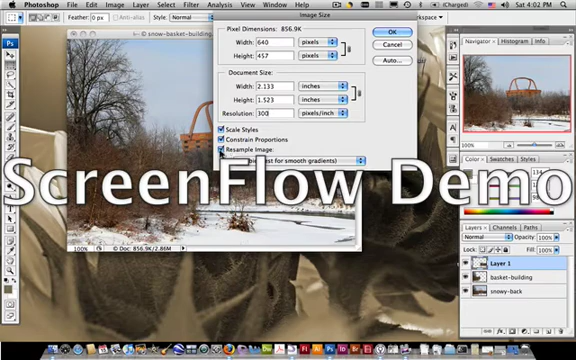 Photoshop File Edit Image Layer Select Filter Analysis View Window Help (Charged) Sat 4:02 PM
Feather: 0 px Anti-alias Style: Normal
Image Size
Pixel Dimensions: 856.9K
Width: 640 pixels
Height: 457 pixels
OK
Cancel
Auto...
Document Size:
Width: 2.133 inches
Height: 1.523 inches
Resolution: 300 pixels/inch
Scale Styles
Constrain Proportions
Resample Image:
for smooth gradients)
snow-basket-building
Navigator Histogram Info
100%
Color Swatches Styles
ScreenFlow Demo
100% Doc: 856.9K/2.86M
Layers Channels Paths
Normal Opacity: 100%
Lock: Fill: 100%
Layer 1
basket-building
snowy-back